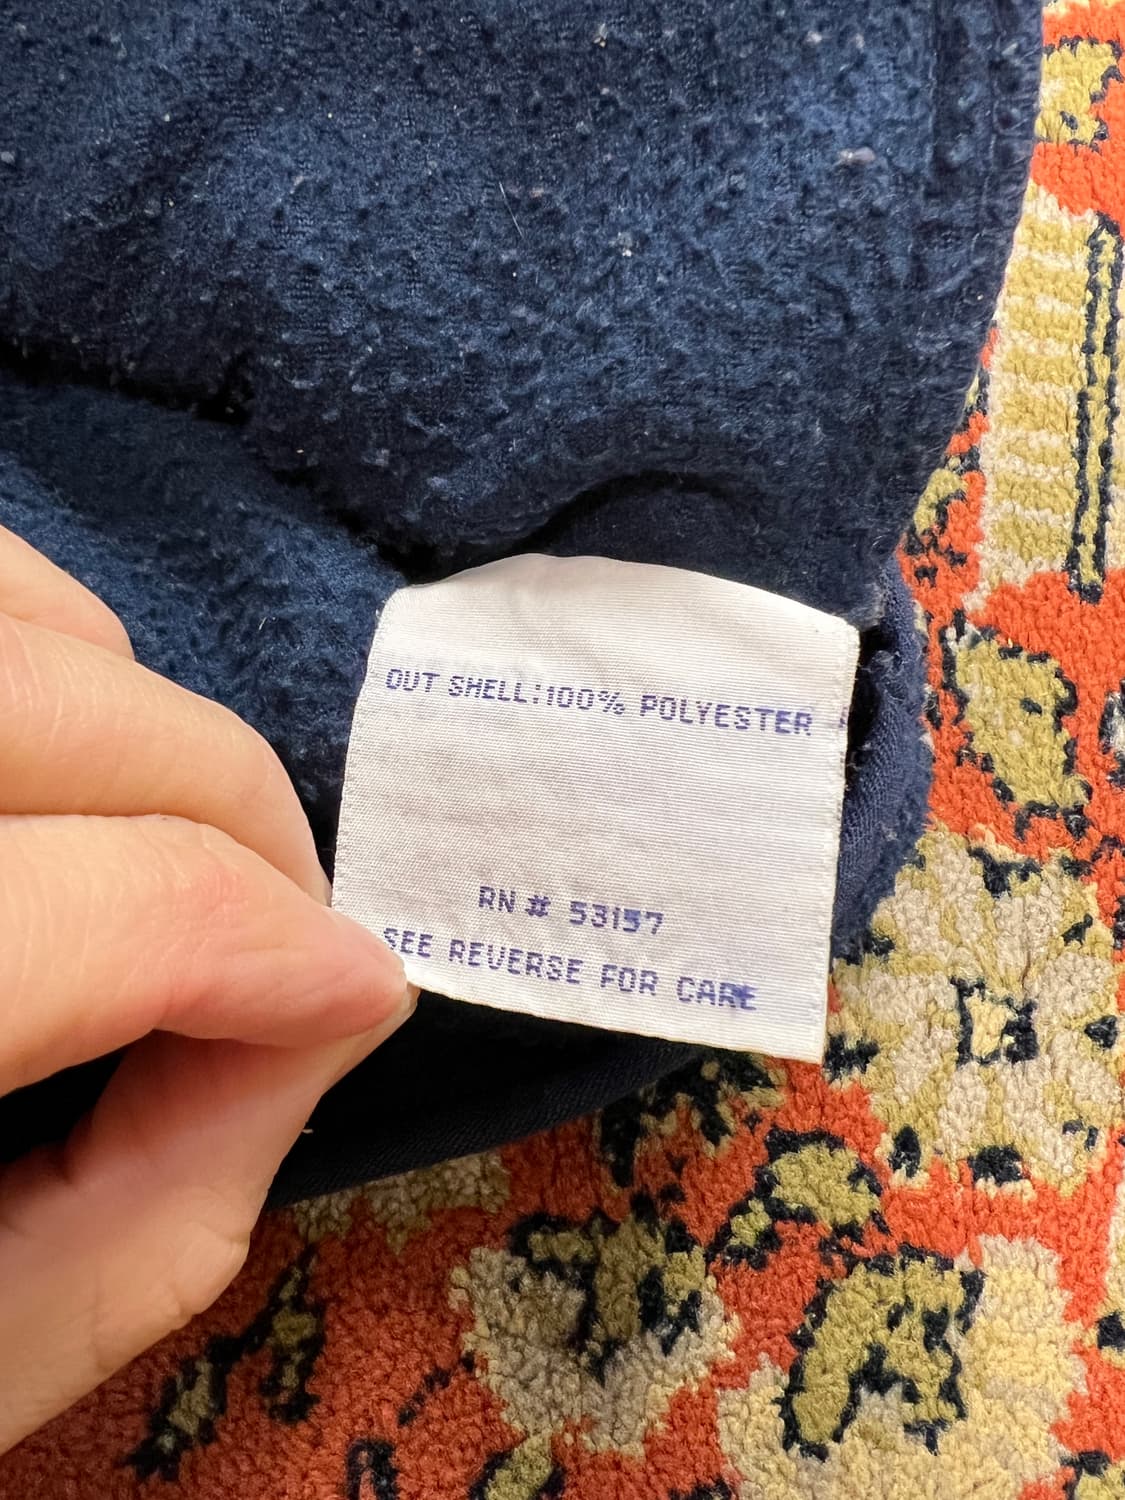 OUT SHELL:100% POLYESTER
RN # 53157
SEE REVERSE FOR CARE